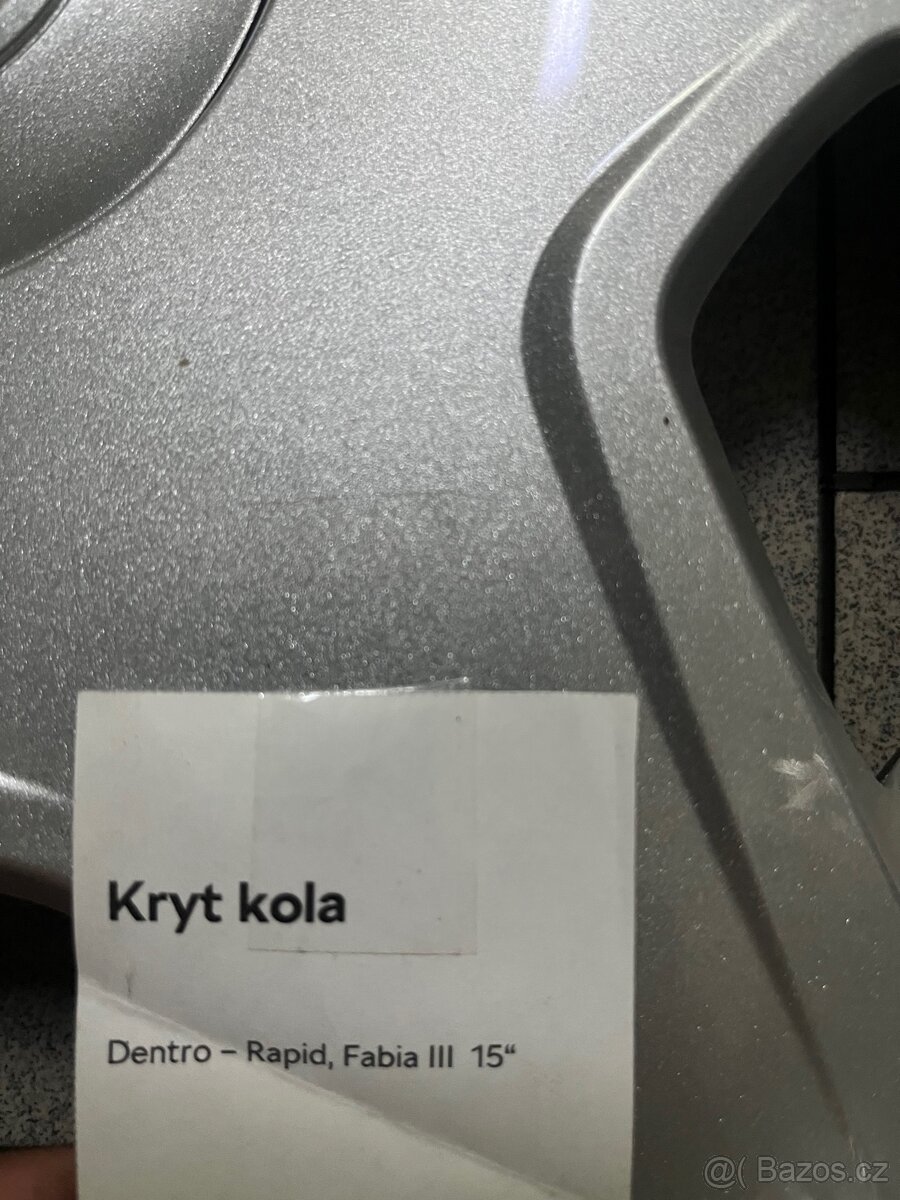 Kryt kola
Dentro – Rapid, Fabia III 15“
@( Bazos.cz